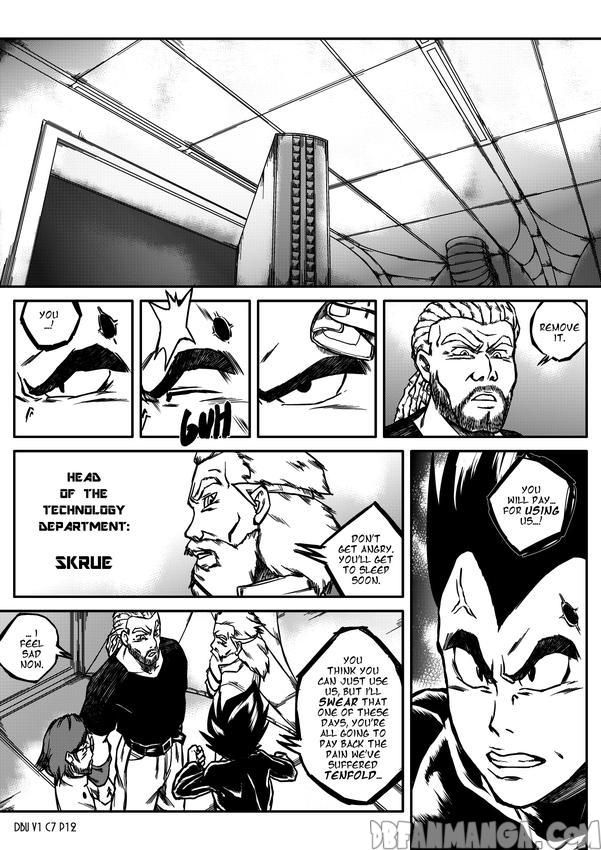 REMOVE
IT.
GUH
YOU
...!
YOU
WILL PAY...
FOR USING
US...!
DON'T
GET ANGRY.
YOU'LL GET
TO SLEEP
SOON.
HEAD
OF THE
TECHNOLOGY
DEPARTMENT:
SKRUE
YOU
THINK YOU
CAN JUST USE
US, BUT I'LL
SWEAR THAT
ONE OF THESE
DAYS, YOU'RE
ALL GOING TO
PAY BACK
THE PAIN WE'VE
SUFFERED
TENFOLD...
... I
FEEL
SAD
NOW.
DBU V1 C7 P12
DBFANMANGA.COM